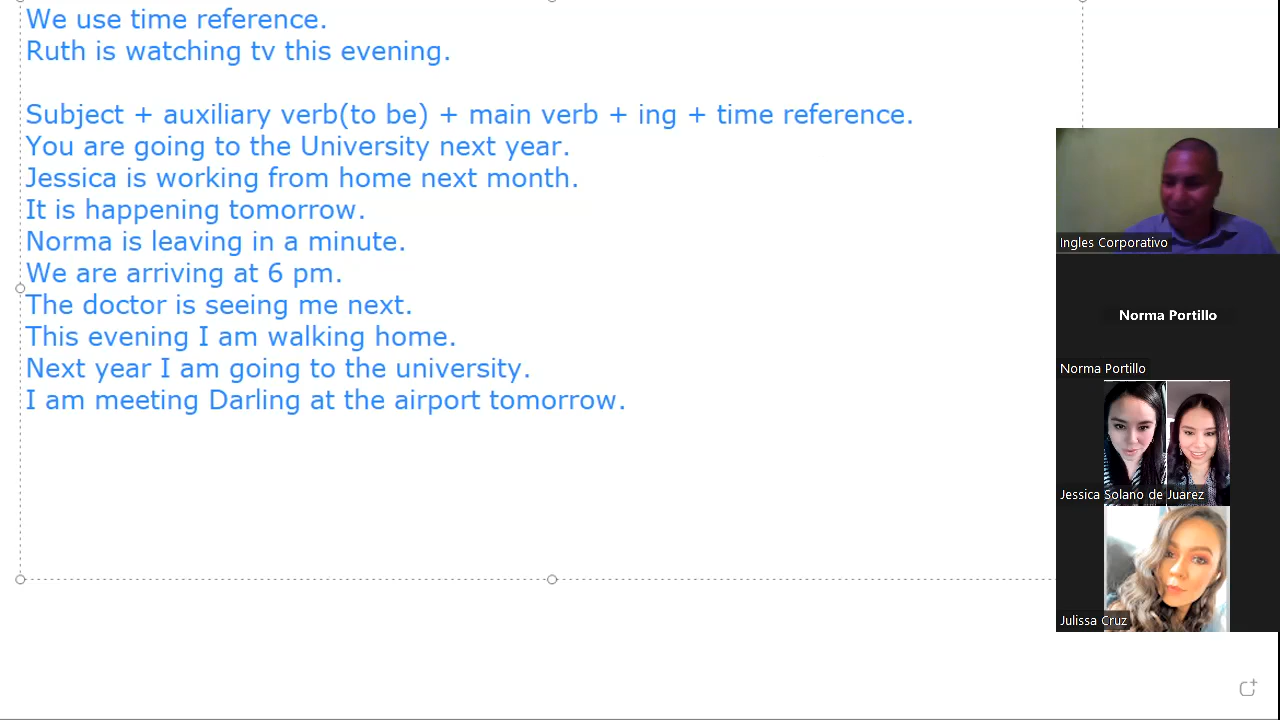 We use time reference.
Ruth is watching tv this evening.
Subject + auxiliary verb(to be) + main verb + ing + time reference.
You are going to the University next year.
Jessica is working from home next month.
It is happening tomorrow.
Norma is leaving in a minute.
We are arriving at 6 pm.
The doctor is seeing me next.
This evening I am walking home.
Next year I am going to the university.
I am meeting Darling at the airport tomorrow.
Ingles Corporativo
Norma Portillo
Norma Portillo
Jessica Solano de Juarez
Julissa Cruz